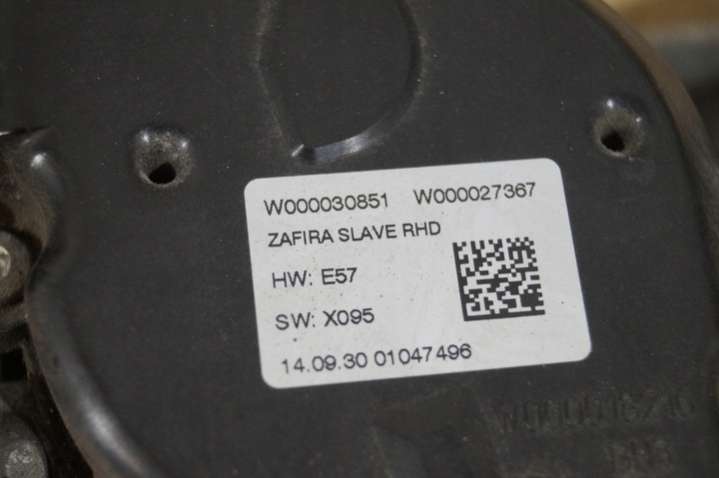 W000030851 W000027367
ZAFIRA SLAVE RHD
HW: E57
SW: X095
14.09.30 01047496